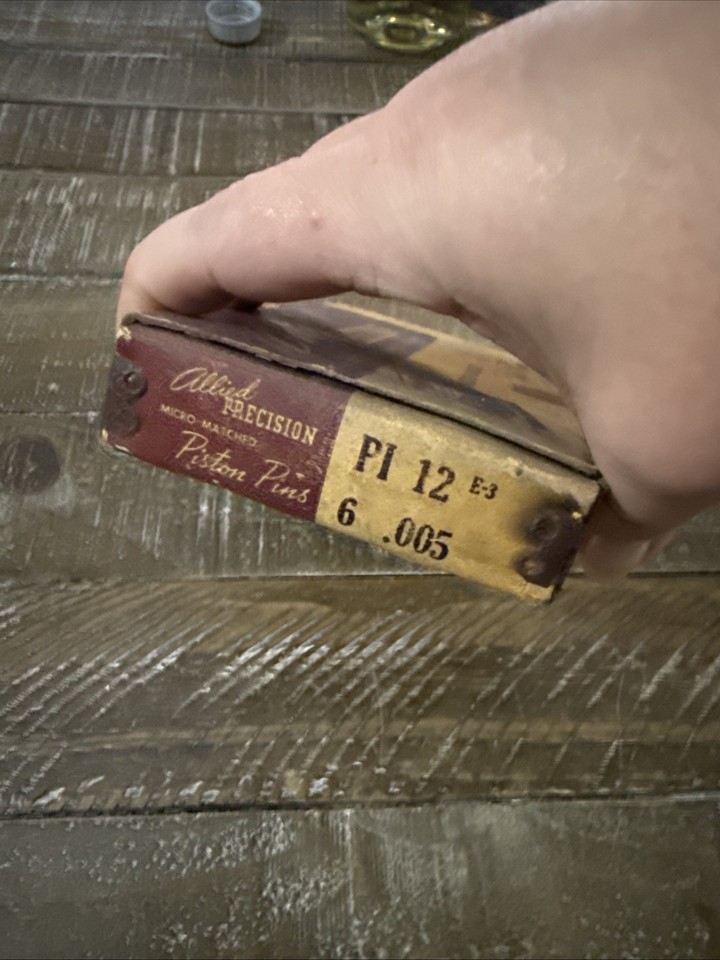 Allied
PRECISION
MICRO-MATCHED
Piston Pins
PI 12 E-3
6 .005